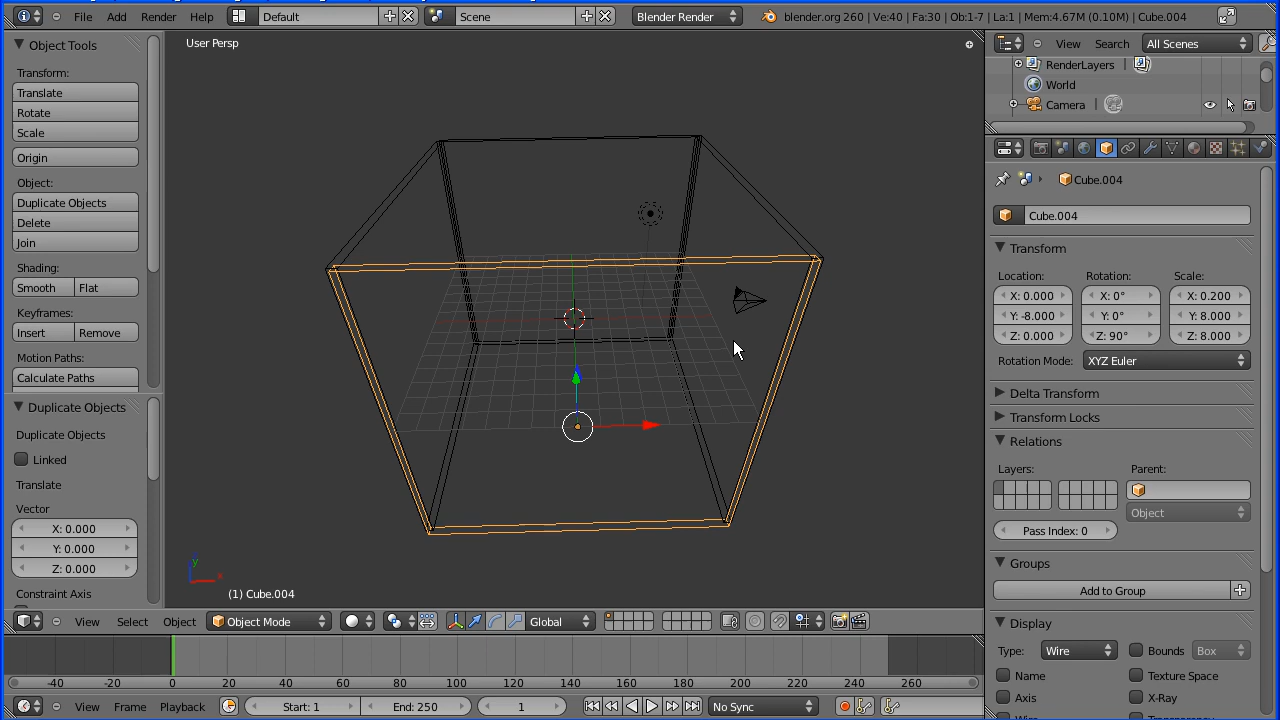 File Add Render Help Default Scene Blender Render blender.org 260 | Ve:40 | Fa:30 | Ob:1-7 | La:1 | Mem:4.67M (0.10M) | Cube.004
Object Tools
Transform:
Translate
Rotate
Scale
Origin
Object:
Duplicate Objects
Delete
Join
Shading:
Smooth Flat
Keyframes:
Insert Remove
Motion Paths:
Calculate Paths
Duplicate Objects
Duplicate Objects
Linked
Translate
Vector
X: 0.000
Y: 0.000
Z: 0.000
Constraint Axis
User Persp
y
x
(1) Cube.004
View Select Object Object Mode Global
-40 -20 0 20 40 60 80 100 120 140 160 180 200 220 240 260
View Frame Playback Start: 1 End: 250 1 No Sync
View Search All Scenes
RenderLayers |
World
Camera |
Cube.004
Cube.004
Transform
Location: Rotation: Scale:
X: 0.000 X: 0° X: 0.200
Y: -8.000 Y: 0° Y: 8.000
Z: 0.000 Z: 90° Z: 8.000
Rotation Mode: XYZ Euler
Delta Transform
Transform Locks
Relations
Layers: Parent:
Object
Pass Index: 0
Groups
Add to Group
Display
Type: Wire Bounds Box
Name Texture Space
Axis X-Ray